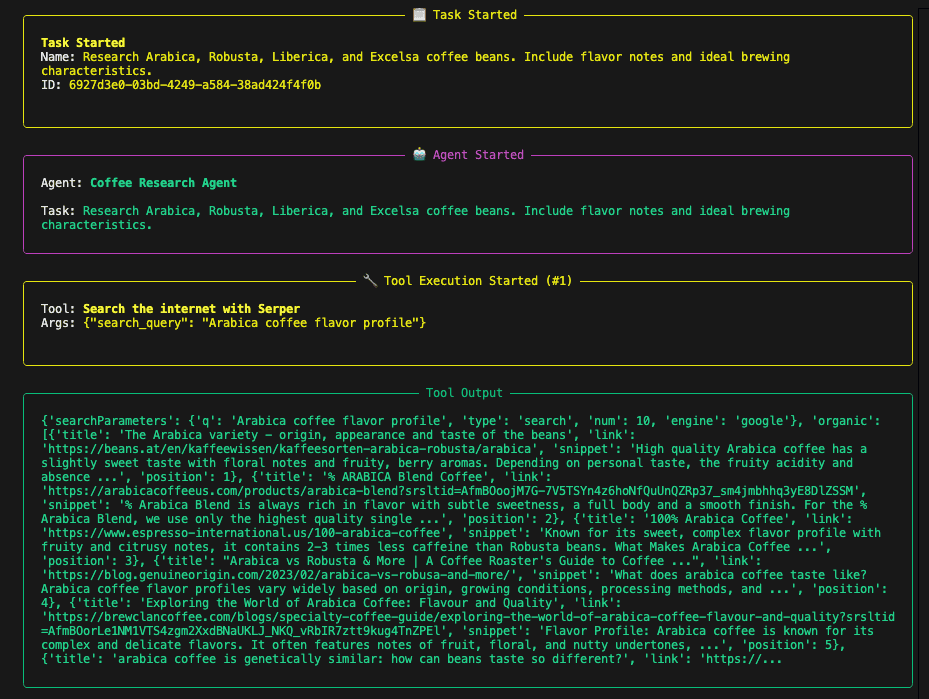 Task Started
Task Started
Name: Research Arabica, Robusta, Liberica, and Excelsa coffee beans. Include flavor notes and ideal brewing
characteristics.
ID: 6927d3e0-03bd-4249-a584-38ad424f4f0b
Agent Started
Agent: Coffee Research Agent
Task: Research Arabica, Robusta, Liberica, and Excelsa coffee beans. Include flavor notes and ideal brewing
characteristics.
Tool Execution Started (#1)
Tool: Search the internet with Serper
Args: {"search_query": "Arabica coffee flavor profile"}
Tool Output
{'searchParameters': {'q': 'Arabica coffee flavor profile', 'type': 'search', 'num': 10, 'engine': 'google'}, 'organic':
[{'title': 'The Arabica variety – origin, appearance and taste of the beans', 'link':
'https://beans.at/en/kaffeewissen/kaffeesorten-arabica-robusta/arabica', 'snippet': 'High quality Arabica coffee has a
slightly sweet taste with floral notes and fruity, berry aromas. Depending on personal taste, the fruity acidity and
absence ...', 'position': 1}, {'title': '% ARABICA Blend Coffee', 'link':
'https://arabicacoffeeus.com/products/arabica-blend?srsltid=AfmBOoojM7G-7V5TSYn4z6hoNfQuUnQZRp37_sm4jmbhhq3yE8DlZSSM',
'snippet': '% Arabica Blend is always rich in flavor with subtle sweetness, a full body and a smooth finish. For the %
Arabica Blend, we use only the highest quality single ...', 'position': 2}, {'title': '100% Arabica Coffee', 'link':
'https://www.espresso-international.us/100-arabica-coffee', 'snippet': 'Known for its sweet, complex flavor profile with
fruity and citrusy notes, it contains 2-3 times less caffeine than Robusta beans. What Makes Arabica Coffee ...',
'position': 3}, {'title': "Arabica vs Robusta & More | A Coffee Roaster's Guide to Coffee ...", 'link':
'https://blog.genuineorigin.com/2023/02/arabica-vs-robusa-and-more/', 'snippet': 'What does arabica coffee taste like?
Arabica coffee flavor profiles vary widely based on origin, growing conditions, processing methods, and ...', 'position':
4}, {'title': 'Exploring the World of Arabica Coffee: Flavour and Quality', 'link':
'https://brewclancoffee.com/blogs/specialty-coffee-guide/exploring-the-world-of-arabica-coffee-flavour-and-quality?srsltid
=AfmBOorLe1NM1VTS4zgm2XxdBNaUKLJ_NKQ_vRbIR7ztt9kug4TnZPEl', 'snippet': 'Flavor Profile: Arabica coffee is known for its
complex and delicate flavors. It often features notes of fruit, floral, and nutty undertones, ...', 'position': 5},
{'title': 'arabica coffee is genetically similar: how can beans taste so different?', 'link': 'https://...